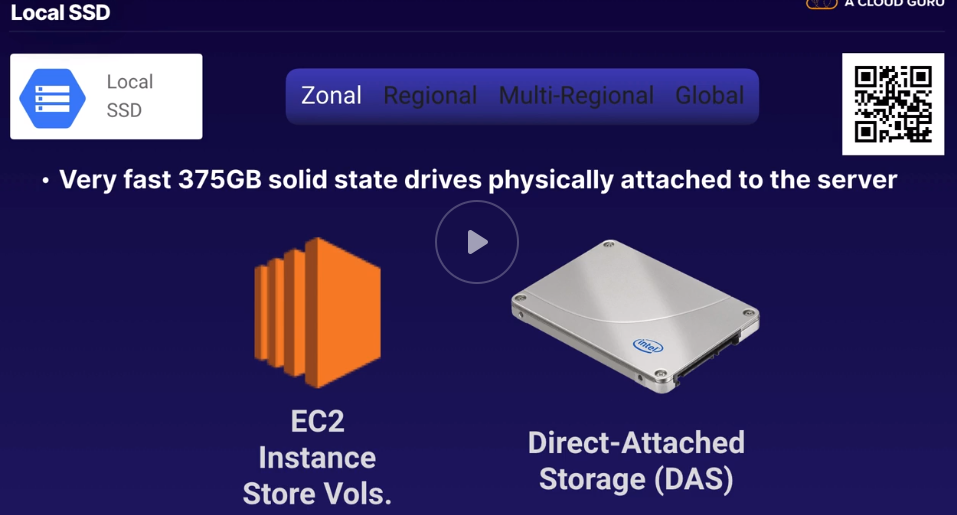 Local SSD
A CLOUD GURU
Local
SSD
Zonal Regional Multi-Regional Global
• Very fast 375GB solid state drives physically attached to the server
intel
EC2
Instance
Store Vols.
Direct-Attached
Storage (DAS)